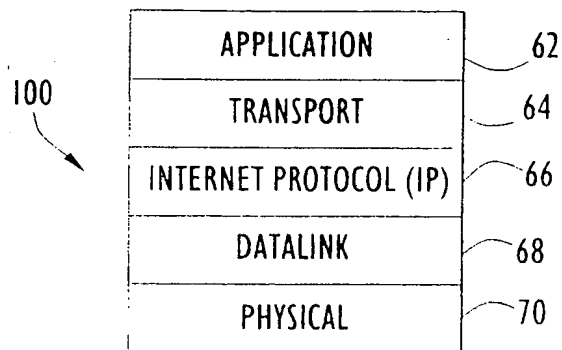 APPLICATION 62
100
TRANSPORT 64
INTERNET PROTOCOL (IP) 66
DATALINK 68
PHYSICAL 70